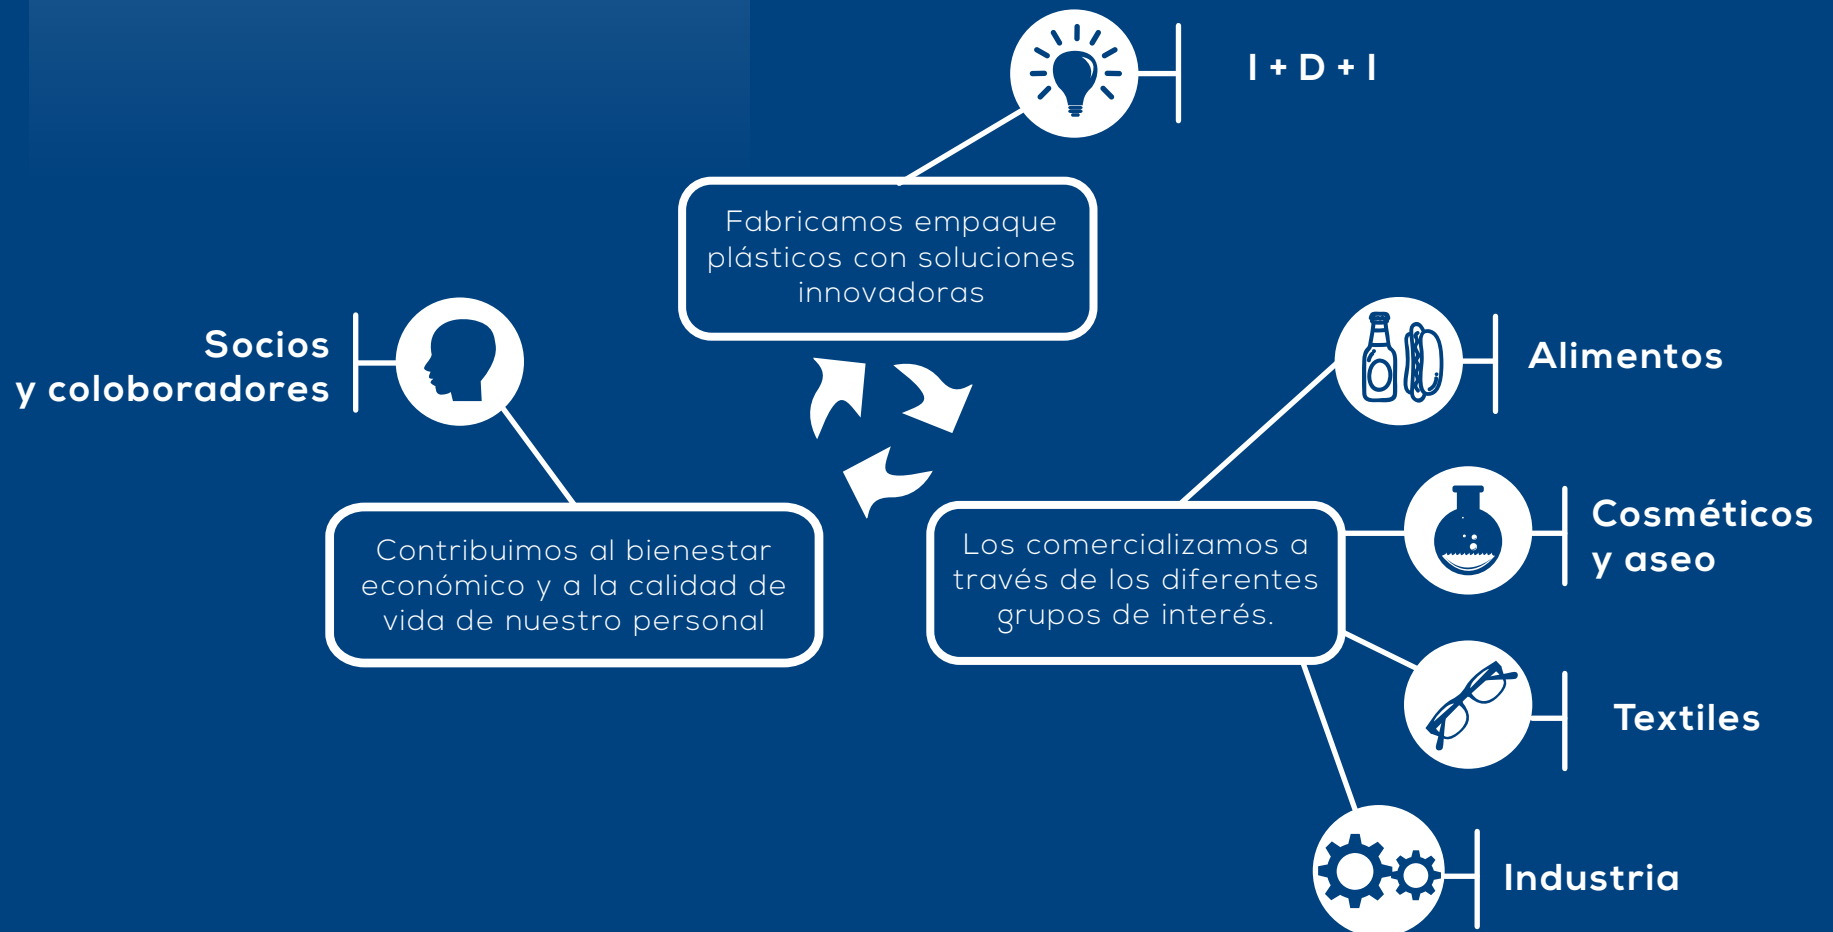 I + D + I
Fabricamos empaque
plásticos con soluciones
innovadoras
Socios
y coloboradores
Alimentos
Cosméticos
y aseo
Contribuimos al bienestar
económico y a la calidad de
vida de nuestro personal
Los comercializamos a
través de los diferentes
grupos de interés.
Textiles
Industria